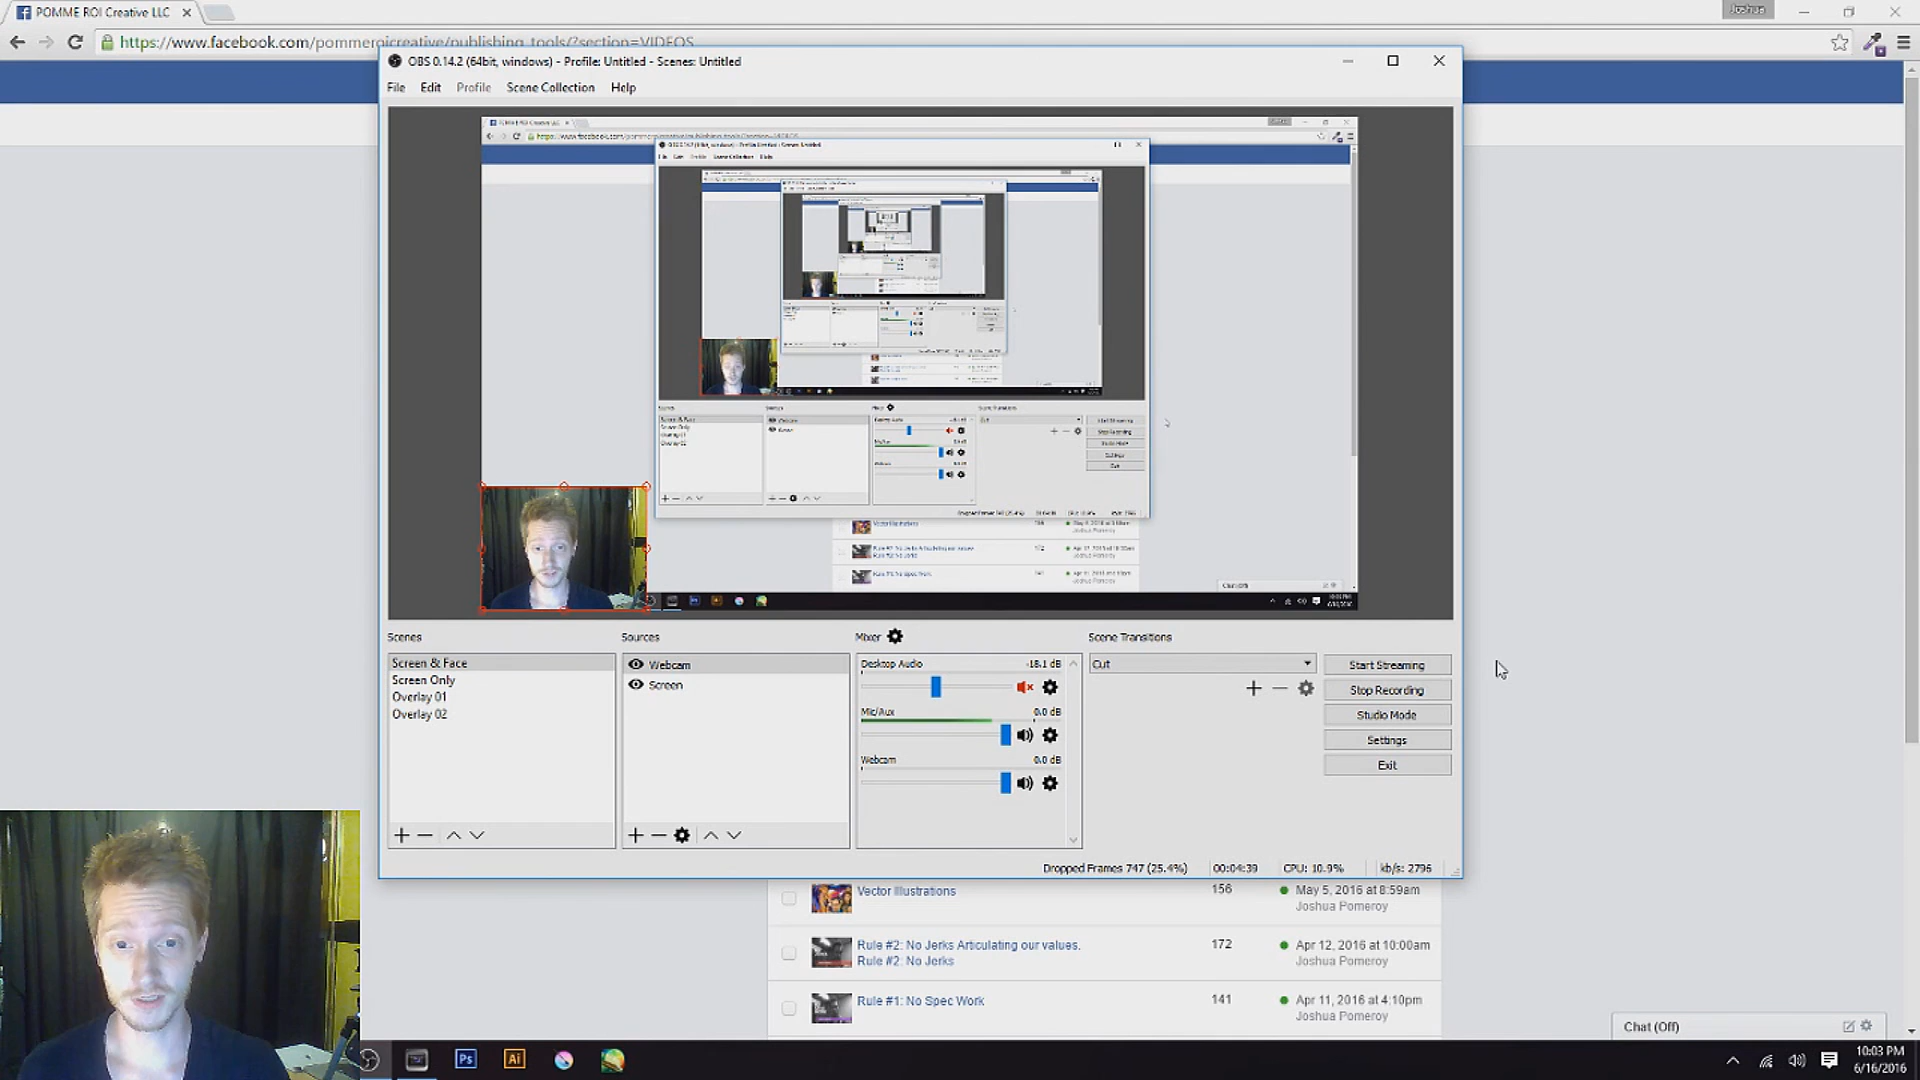 POMME ROI Creative LLC
Joshua
https://www.facebook.com/pommeroicreative/publishing_tools/?section=VIDEOS
OBS 0.14.2 (64bit, windows) - Profile: Untitled - Scenes: Untitled
File Edit Profile Scene Collection Help
Scenes
Sources
Mixer
Scene Transitions
Screen & Face
Screen Only
Overlay 01
Overlay 02
Webcam
Screen
Desktop Audio -18.1 dB
Mic/Aux 0.0 dB
Webcam 0.0 dB
Cut
Start Streaming
Stop Recording
Studio Mode
Settings
Exit
Dropped Frames 747 (25.4%) 00:04:39 CPU: 10.9% kb/s: 2796
Vector Illustrations 156 May 5, 2016 at 8:59am
Joshua Pomeroy
Rule #2: No Jerks Articulating our values. 172 Apr 12, 2016 at 10:00am
Rule #2: No Jerks Joshua Pomeroy
Rule #1: No Spec Work 141 Apr 11, 2016 at 4:10pm
Joshua Pomeroy
Chat (Off)
Ps Ai
10:03 PM
6/16/2016